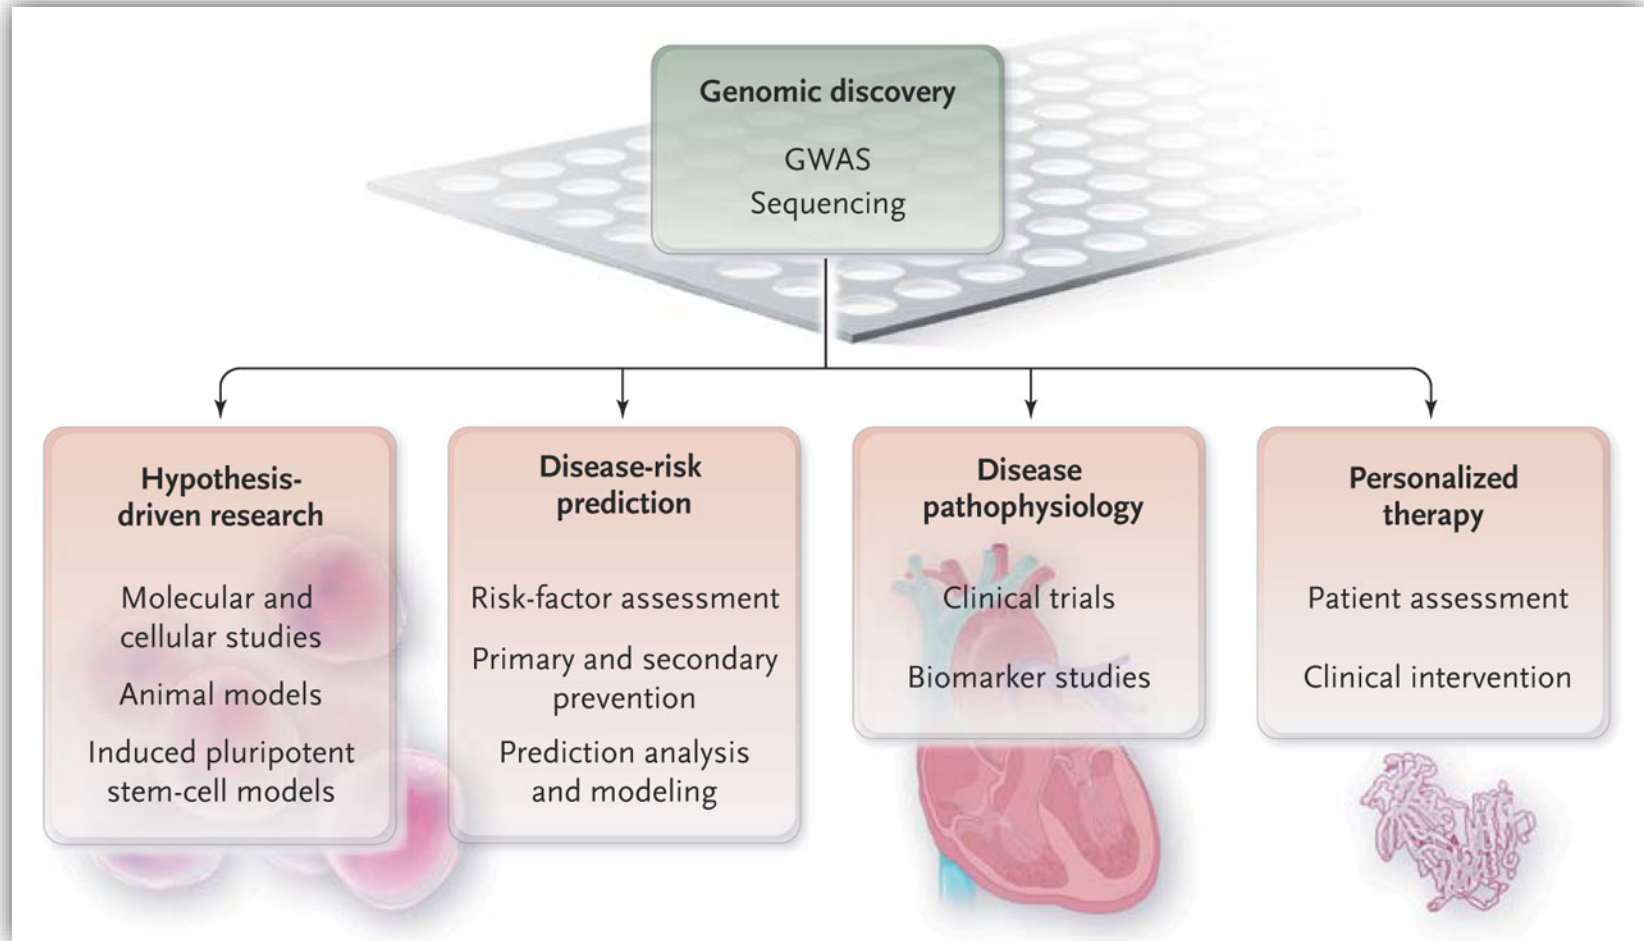 Genomic discovery
GWAS
Sequencing
Hypothesis-
driven research
Molecular and
cellular studies
Animal models
Induced pluripotent
stem-cell models
Disease-risk
prediction
Risk-factor assessment
Primary and secondary
prevention
Prediction analysis
and modeling
Disease
pathophysiology
Clinical trials
Biomarker studies
Personalized
therapy
Patient assessment
Clinical intervention